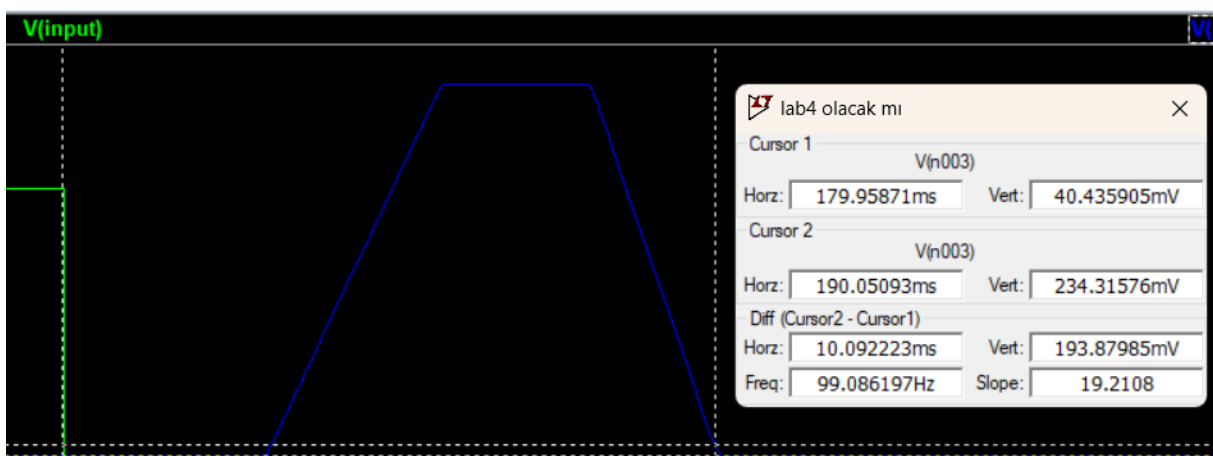 V(input)
V(
lab4 olacak mı
Cursor 1
V(n003)
Horz: 179.95871ms Vert: 40.435905mV
Cursor 2
V(n003)
Horz: 190.05093ms Vert: 234.31576mV
Diff (Cursor2 - Cursor1)
Horz: 10.092223ms Vert: 193.87985mV
Freq: 99.086197Hz Slope: 19.2108